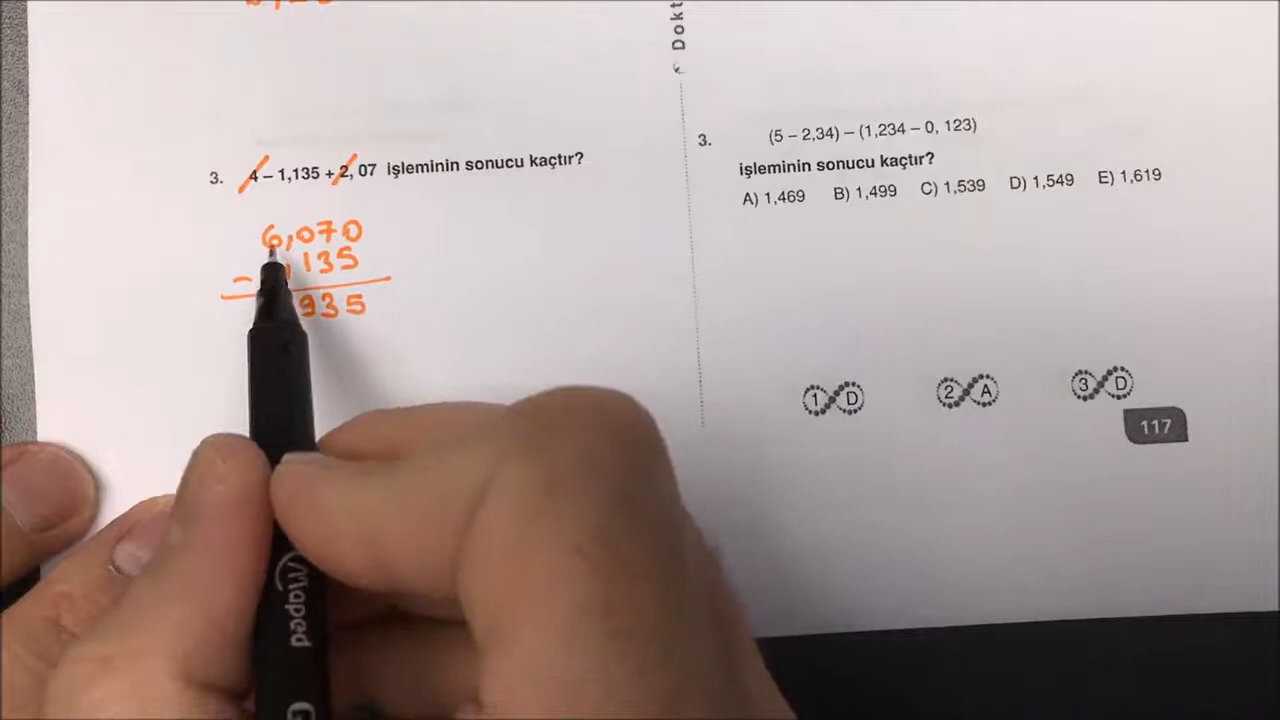 3. 4 – 1,135 + 2, 07 işleminin sonucu kaçtır?
6,070
– ,135
935
Dokt
3. (5 – 2,34) – (1,234 – 0, 123)
işleminin sonucu kaçtır?
A) 1,469 B) 1,499 C) 1,539 D) 1,549 E) 1,619
1 D 2 A 3 D
117
Maped